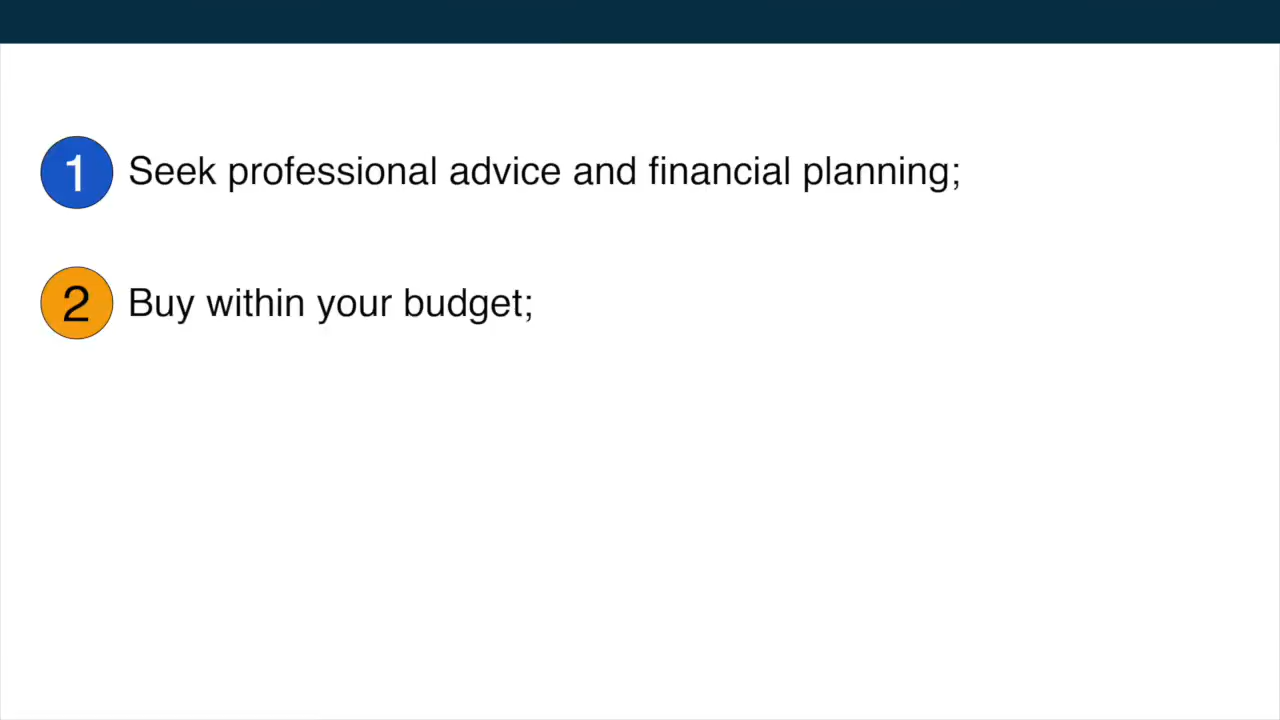 1 Seek professional advice and financial planning;
2 Buy within your budget;